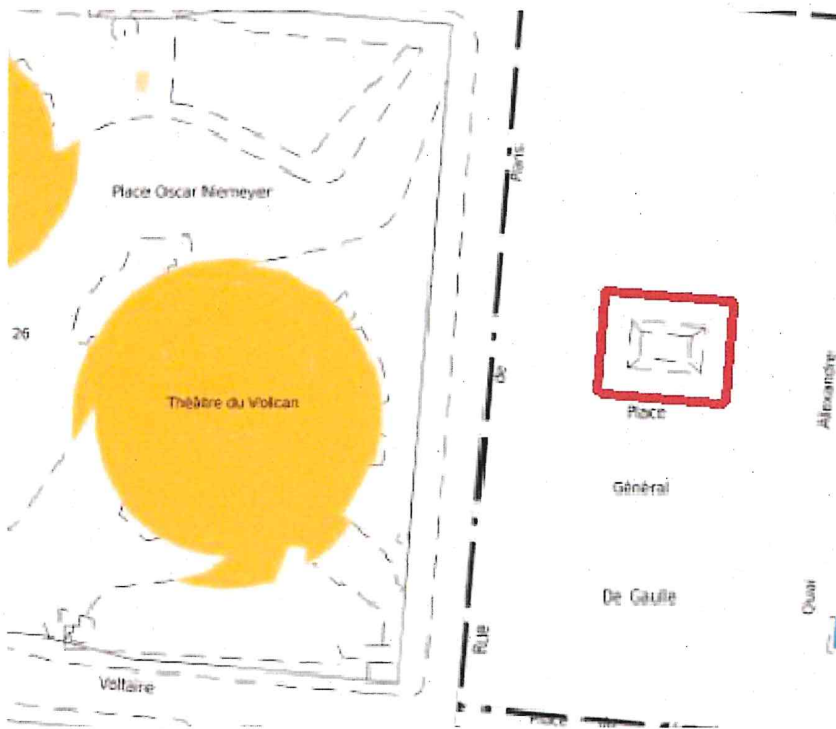 Place Oscar Niemeyer
26
Théâtre du Volcan
Voltaire
Rue
de
Paris
Place
Général
De Gaulle
Alexandre
Quai
Place